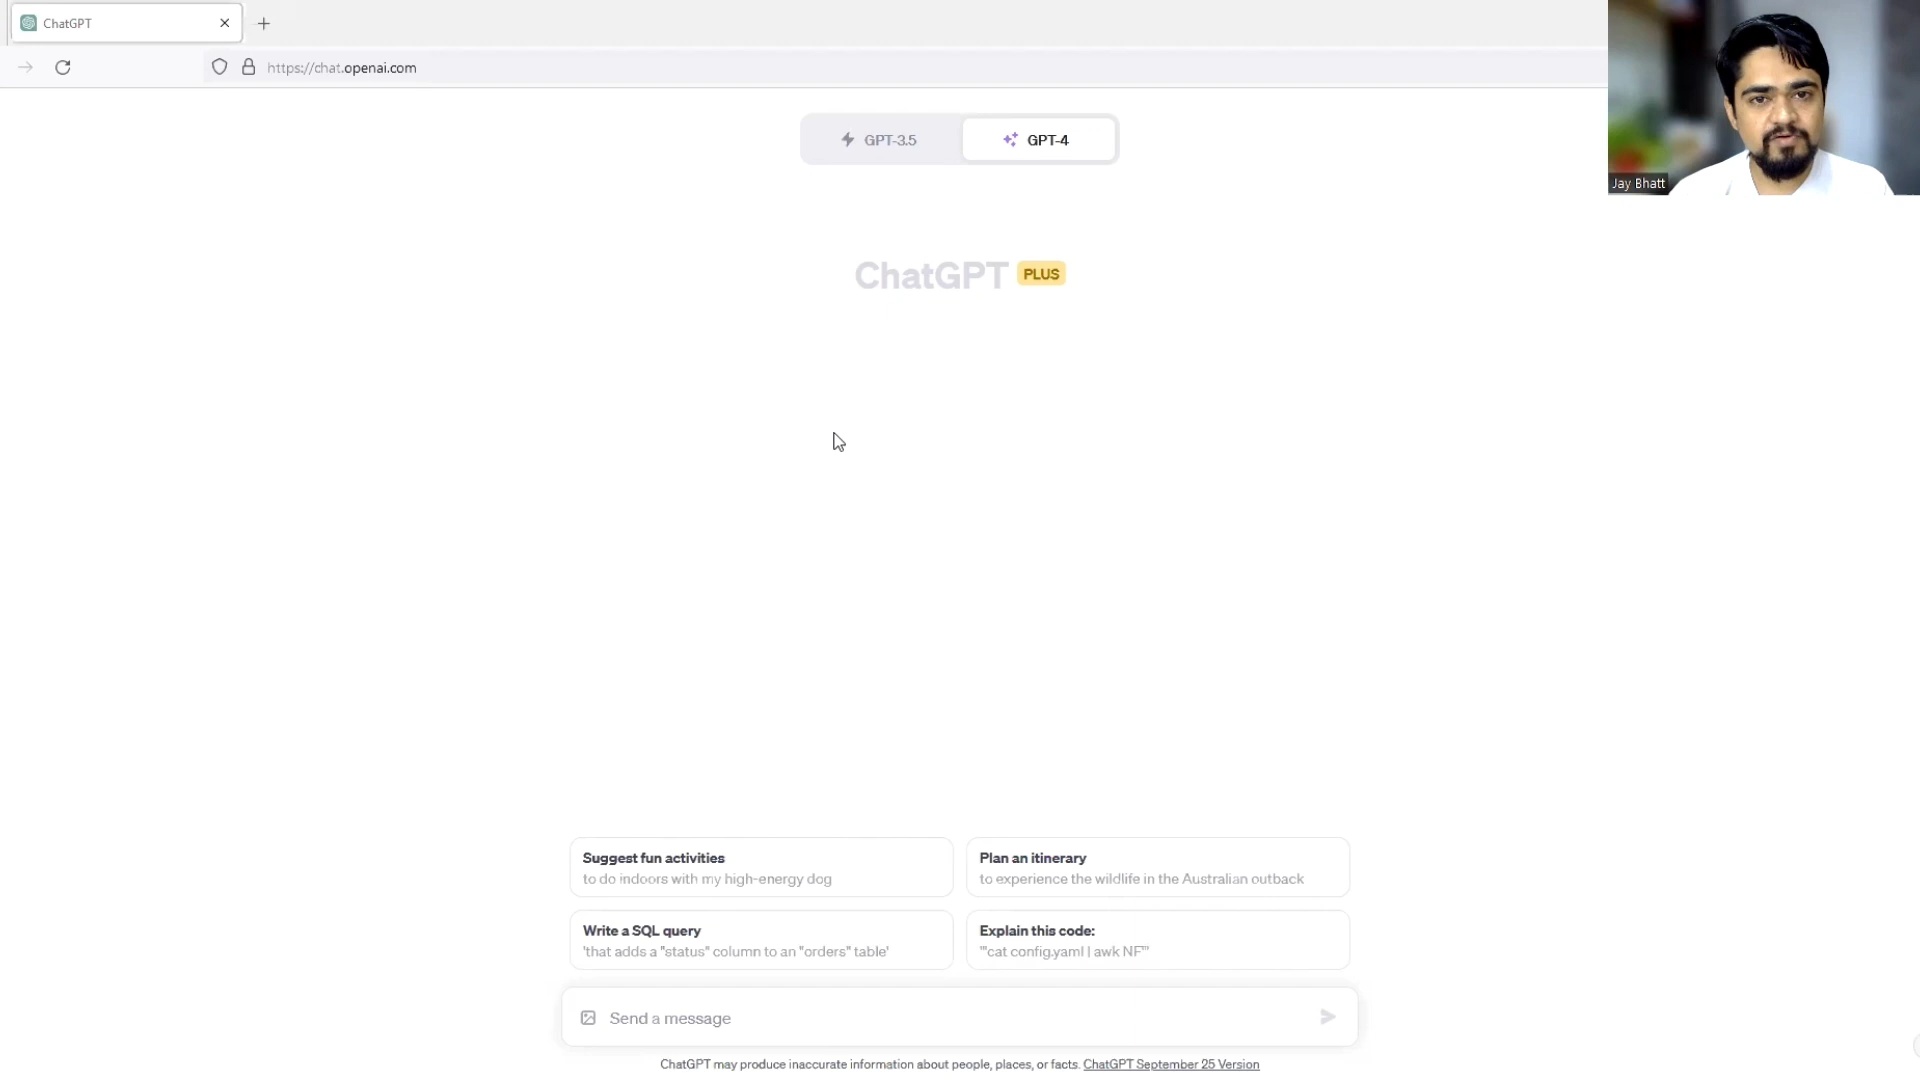 ChatGPT
https://chat.openai.com
GPT-3.5
GPT-4
Jay Bhatt
ChatGPT PLUS
Suggest fun activities
to do indoors with my high-energy dog
Plan an itinerary
to experience the wildlife in the Australian outback
Write a SQL query
'that adds a "status" column to an "orders" table'
Explain this code:
"'cat config.yaml | awk NF'"
Send a message
ChatGPT may produce inaccurate information about people, places, or facts. ChatGPT September 25 Version